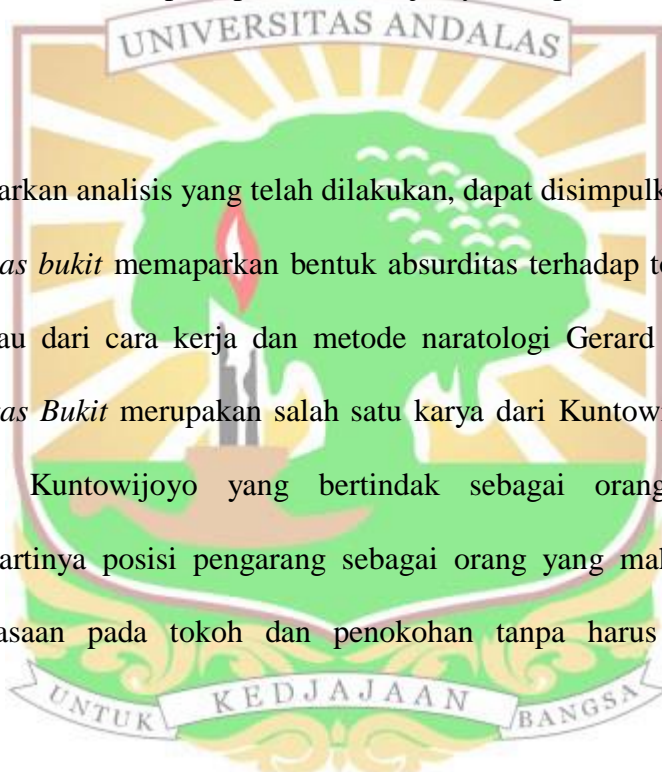 UNIVERSITAS ANDALAS
arkan analisis yang telah dilakukan, dapat disimpulk
as bukit memaparkan bentuk absurditas terhadap to
au dari cara kerja dan metode naratologi Gerard
as Bukit merupakan salah satu karya dari Kuntowi
Kuntowijoyo yang bertindak sebagai orang
artinya posisi pengarang sebagai orang yang mal
asaan pada tokoh dan penokohan tanpa harus
UNTUK KEDJAJAAN BANGSA